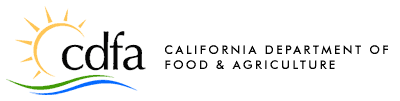 cdfa
CALIFORNIA DEPARTMENT OF
FOOD & AGRICULTURE